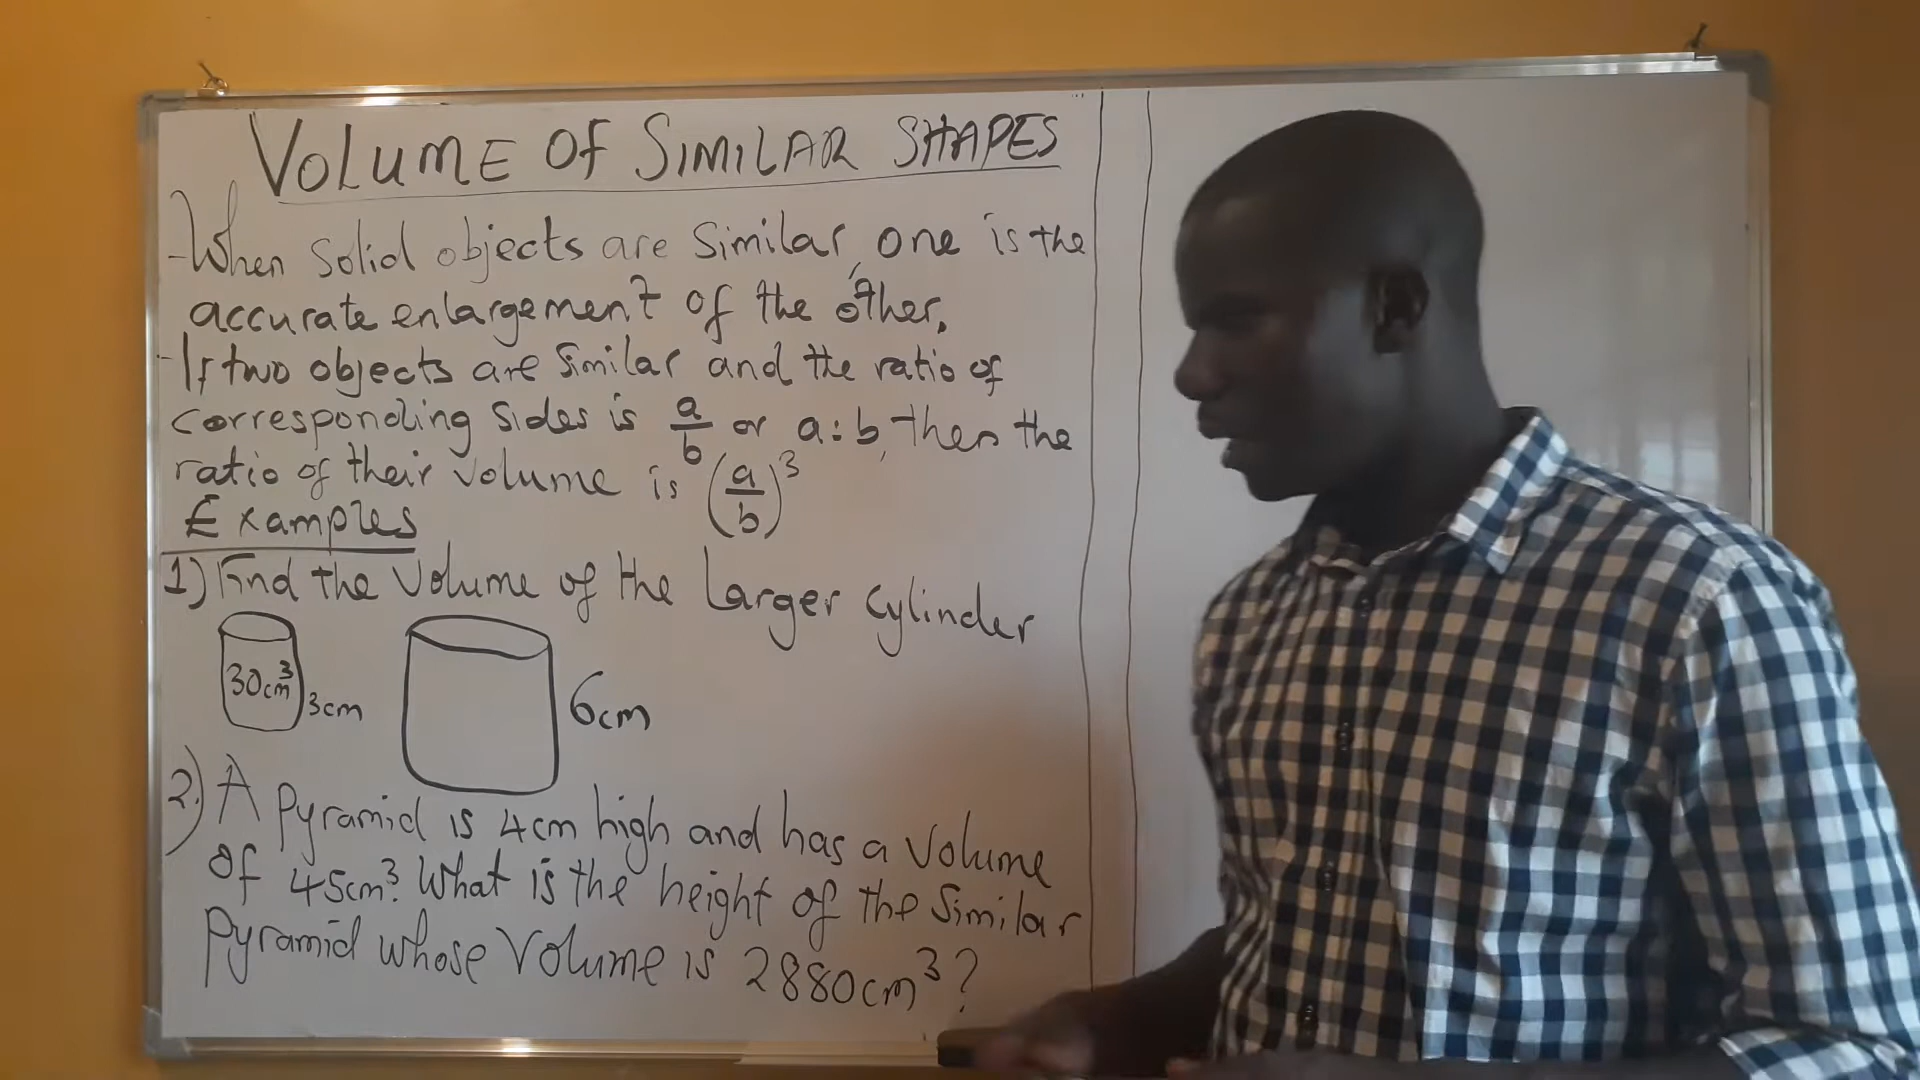 VOLUME OF SIMILAR SHAPES
- When Solid objects are Similar, one is the
accurate enlargement of the other.
- If two objects are Similar and the ratio of
corresponding Sides is a/b or a:b, then the
ratio of their Volume is (a/b)³
Examples
1) Find the Volume of the Larger cylinder
30cm³ 3cm
6cm
2.) A Pyramid is 4cm high and has a Volume
Of 45cm³. What is the height of the Similar
Pyramid whose Volume is 2880cm³?